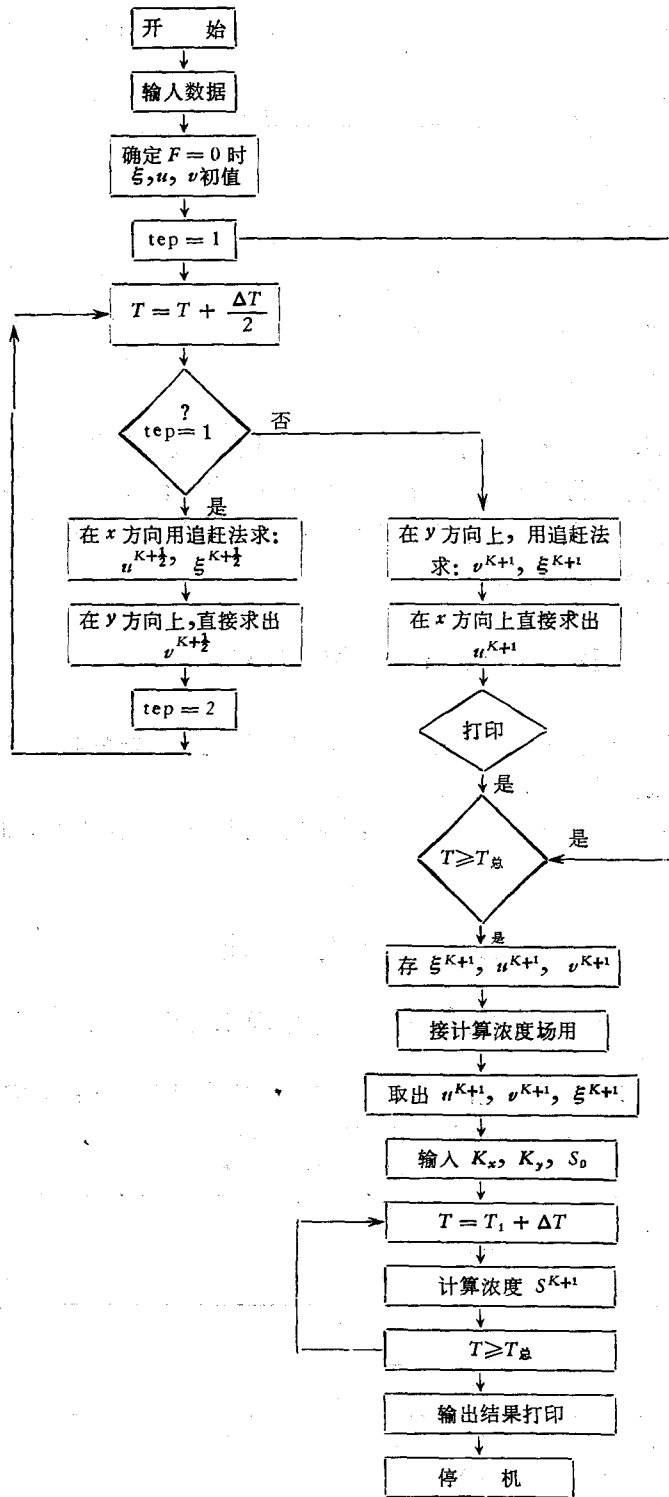 开 始
输入数据
确定 F = 0 时
ξ, u, v 初值
tep = 1
T = T + ΔT/2
?
tep = 1
否
是
在 x 方向用追赶法求：
u^{K+1/2}, ξ^{K+1/2}
在 y 方向上，直接求出
v^{K+1/2}
tep = 2
在 y 方向上，用追赶法
求：v^{K+1}, ξ^{K+1}
在 x 方向上直接求出
u^{K+1}
打印
是
T⩾T_总
是
是
存 ξ^{K+1}, u^{K+1}, v^{K+1}
接计算浓度场用
取出 u^{K+1}, v^{K+1}, ξ^{K+1}
输入 K_x, K_y, S_0
T = T_1 + ΔT
计算浓度 S^{K+1}
T⩾T_总
输出结果打印
停 机